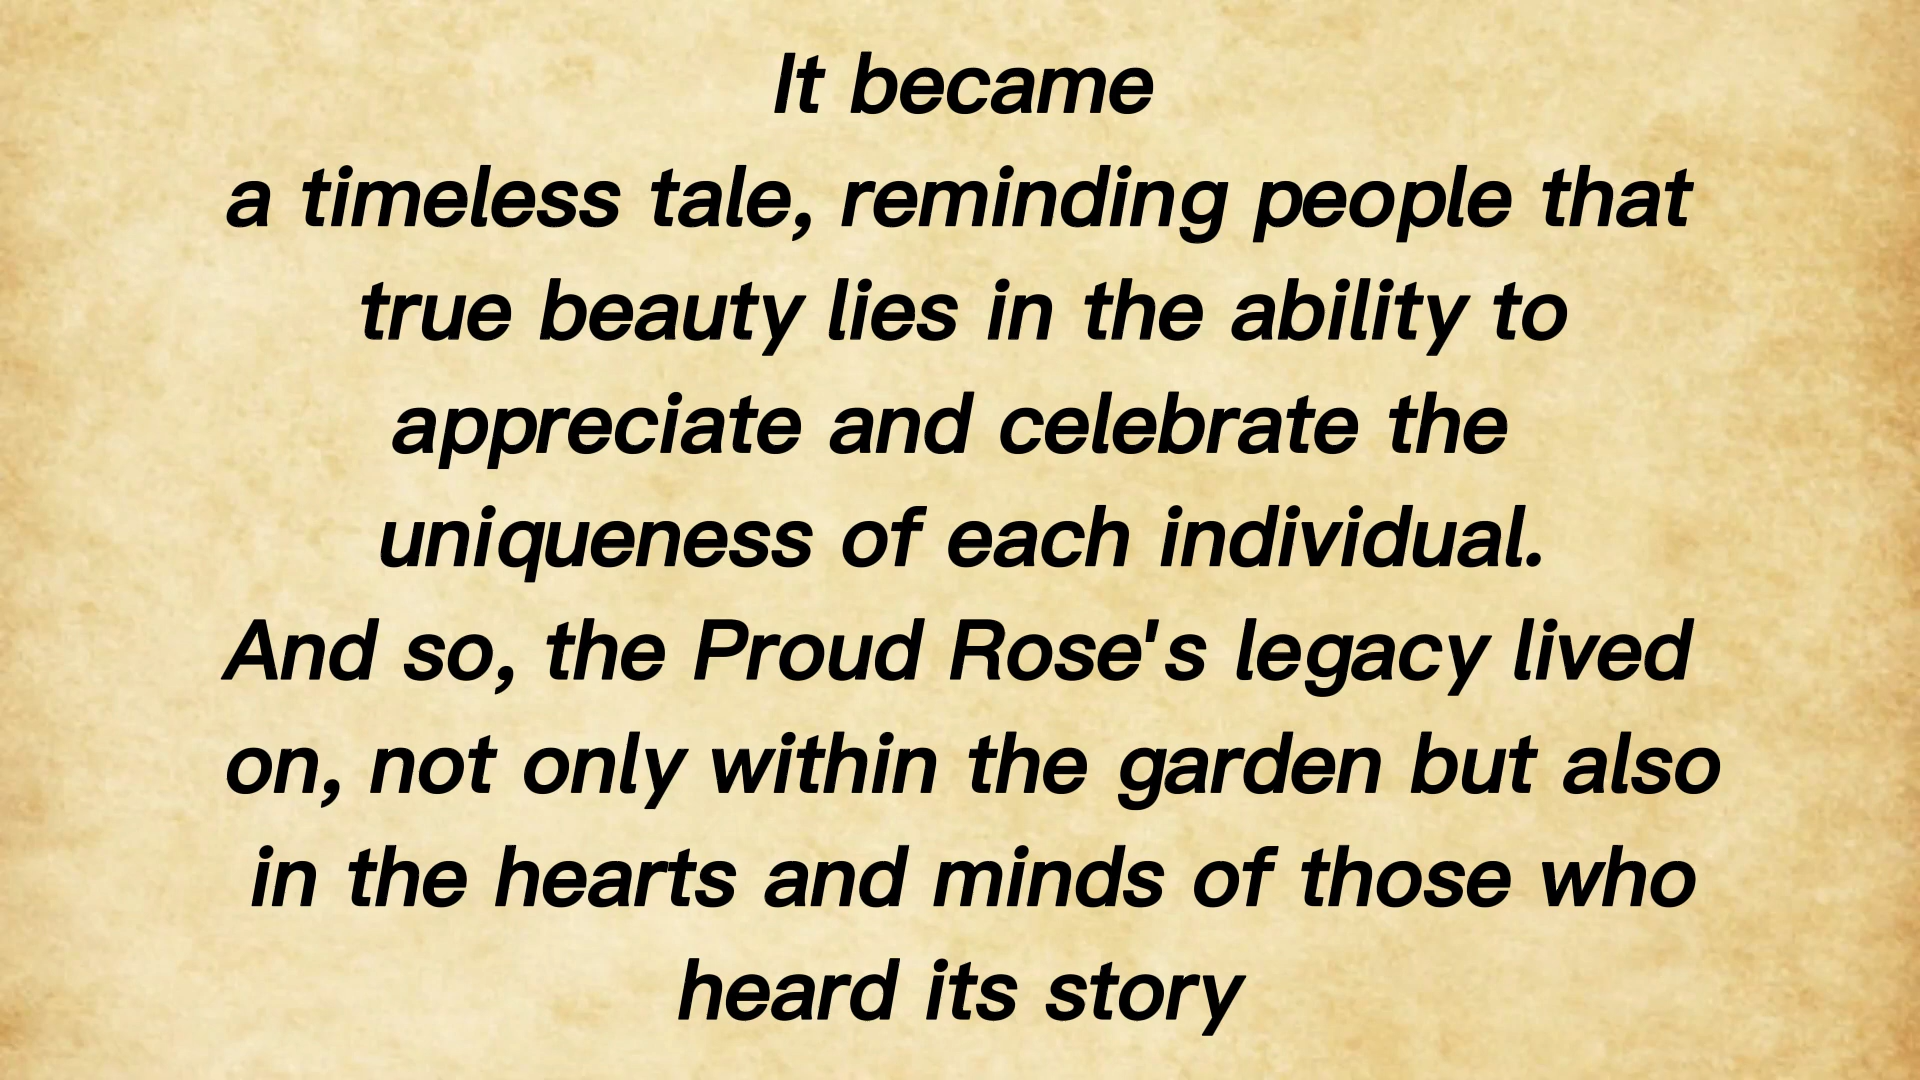 It became
a timeless tale, reminding people that
true beauty lies in the ability to
appreciate and celebrate the
uniqueness of each individual.
And so, the Proud Rose's legacy lived
on, not only within the garden but also
in the hearts and minds of those who
heard its story